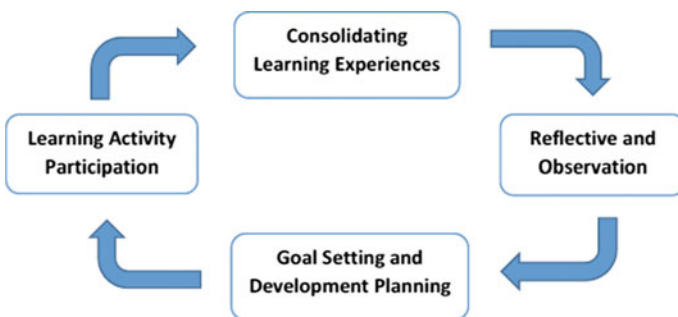 Consolidating
Learning Experiences
Learning Activity
Participation
Reflective and
Observation
Goal Setting and
Development Planning